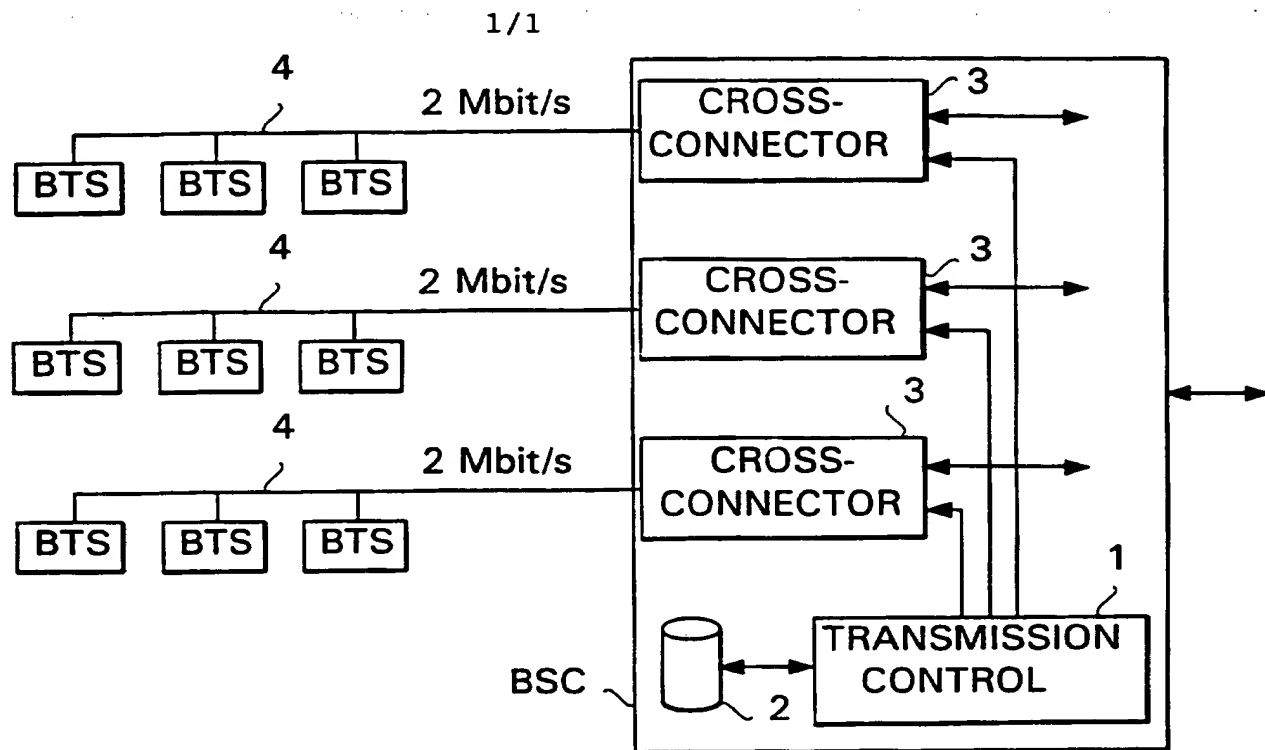 1/1
4
2 Mbit/s
CROSS-
CONNECTOR
3
BTS
BTS
BTS
4
2 Mbit/s
CROSS-
CONNECTOR
3
BTS
BTS
BTS
4
2 Mbit/s
CROSS-
CONNECTOR
3
BTS
BTS
BTS
1
TRANSMISSION
CONTROL
BSC
2